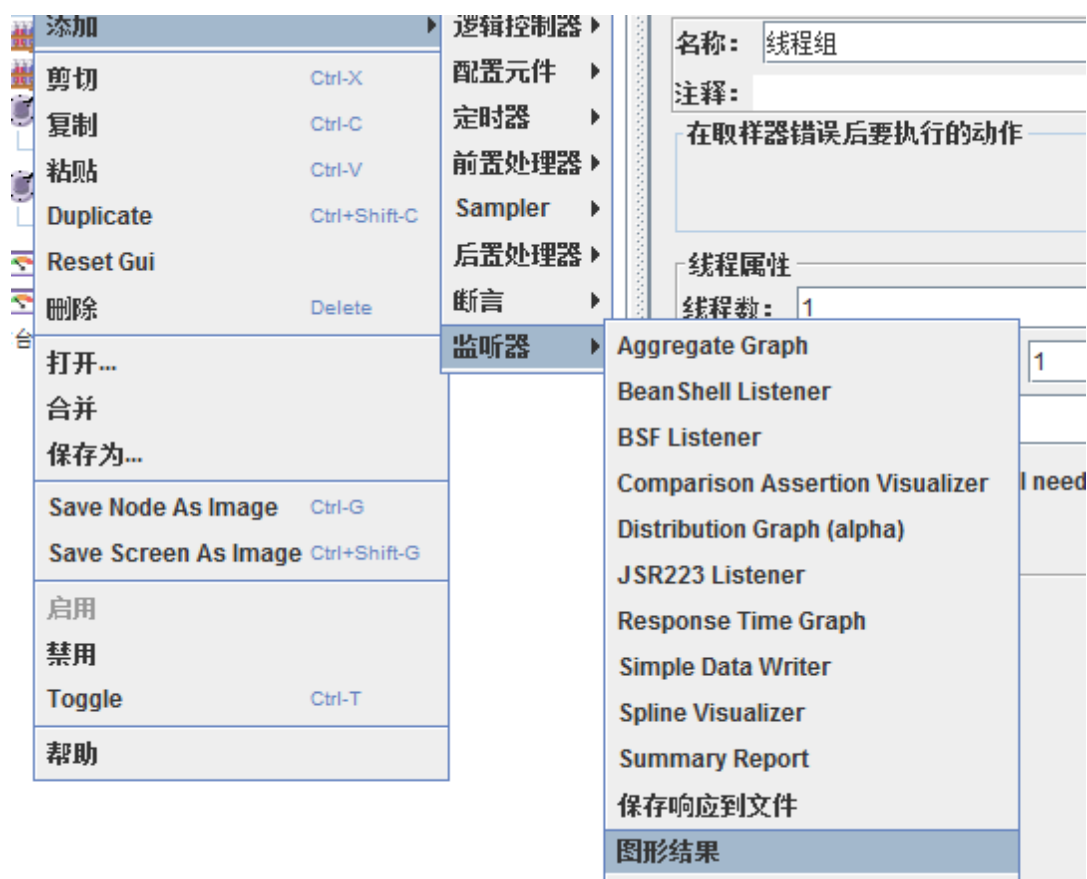 添加
剪切 Ctrl-X
复制 Ctrl-C
粘贴 Ctrl-V
Duplicate Ctrl+Shift-C
Reset Gui
删除 Delete
打开...
合并
保存为...
Save Node As Image Ctrl-G
Save Screen As Image Ctrl+Shift-G
启用
禁用
Toggle Ctrl-T
帮助
台
逻辑控制器
配置元件
定时器
前置处理器
Sampler
后置处理器
断言
监听器
Aggregate Graph
BeanShell Listener
BSF Listener
Comparison Assertion Visualizer
Distribution Graph (alpha)
JSR223 Listener
Response Time Graph
Simple Data Writer
Spline Visualizer
Summary Report
保存响应到文件
图形结果
名称： 线程组
注释：
在取样器错误后要执行的动作
线程属性
线程数： 1
1
l need